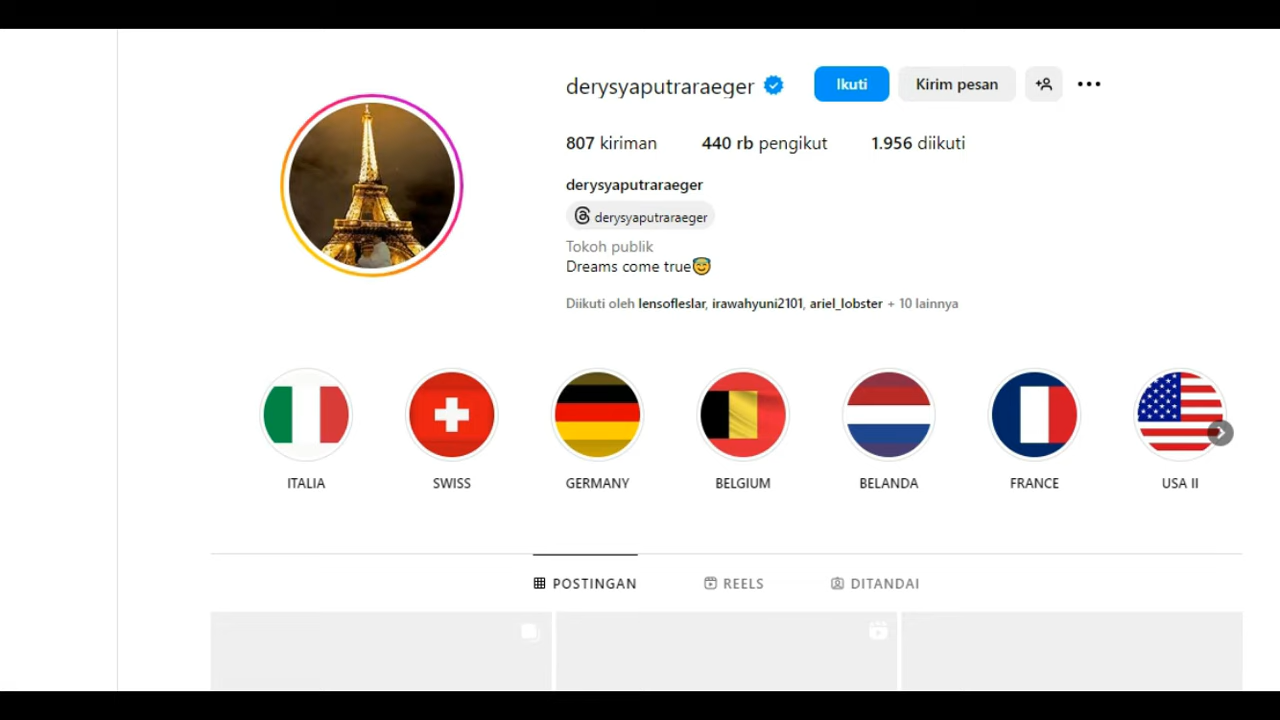 derysyaputraraeger
Ikuti
Kirim pesan
807 kiriman
440 rb pengikut
1.956 diikuti
derysyaputraraeger
derysyaputraraeger
Tokoh publik
Dreams come true😇
Diikuti oleh lensofleslar, irawahyuni2101, ariel_lobster + 10 lainnya
ITALIA
SWISS
GERMANY
BELGIUM
BELANDA
FRANCE
USA II
POSTINGAN
REELS
DITANDAI